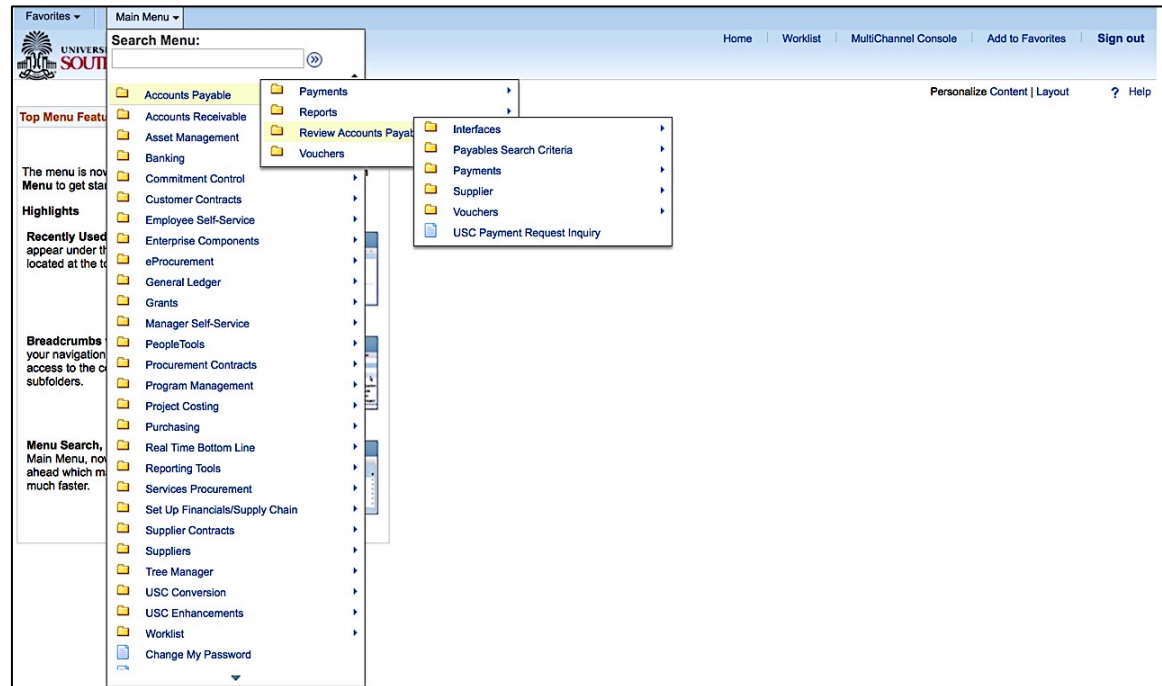 Favorites Main Menu
Search Menu:
Home Worklist MultiChannel Console Add to Favorites Sign out
Personalize Content | Layout ? Help
Top Menu Featu
The menu is now
Menu to get star
Highlights
Recently Used
appear under th
located at the to
Breadcrumbs
your navigation
access to the co
subfolders.
Menu Search,
Main Menu, now
ahead which m
much faster.
Accounts Payable
Accounts Receivable
Asset Management
Banking
Commitment Control
Customer Contracts
Employee Self-Service
Enterprise Components
eProcurement
General Ledger
Grants
Manager Self-Service
PeopleTools
Procurement Contracts
Program Management
Project Costing
Purchasing
Real Time Bottom Line
Reporting Tools
Services Procurement
Set Up Financials/Supply Chain
Supplier Contracts
Suppliers
Tree Manager
USC Conversion
USC Enhancements
Worklist
Change My Password
Payments
Reports
Review Accounts Payab
Vouchers
Interfaces
Payables Search Criteria
Payments
Supplier
Vouchers
USC Payment Request Inquiry